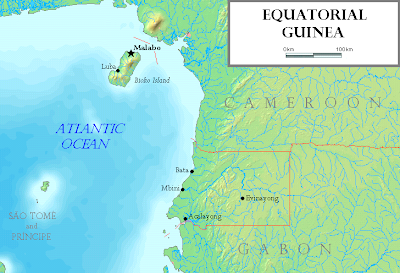 EQUATORIAL
GUINEA
0km 100km
Malabo
Luba
Bioko Island
CAMEROON
ATLANTIC
OCEAN
Bata
Mbini
Evinayong
SÃO TOMÉ
and
PRÍNCIPE
Acalayong
GABON